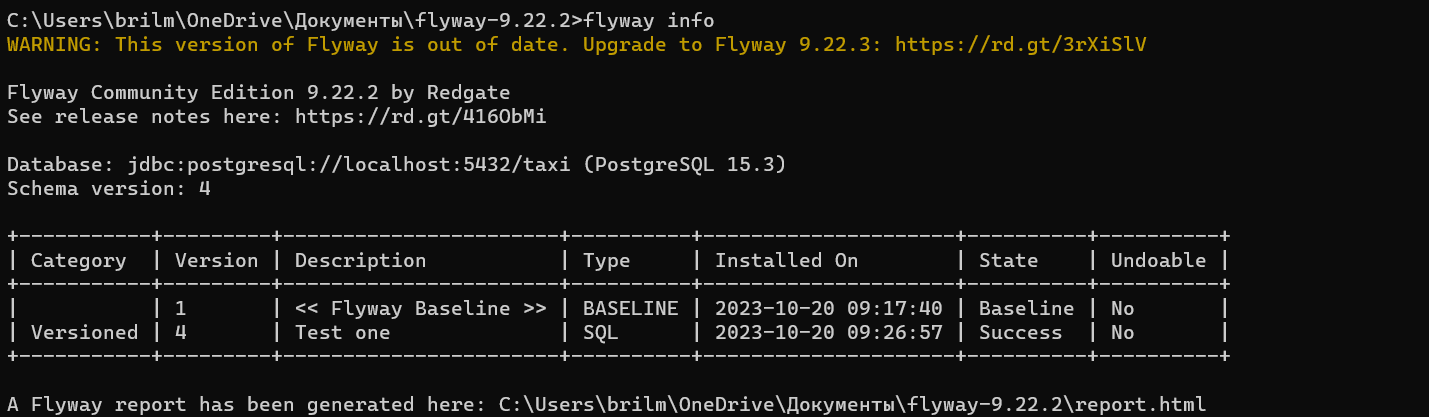 C:\Users\brilm\OneDrive\Документы\flyway-9.22.2>flyway info
WARNING: This version of Flyway is out of date. Upgrade to Flyway 9.22.3: https://rd.gt/3rXiSlV
Flyway Community Edition 9.22.2 by Redgate
See release notes here: https://rd.gt/416ObMi
Database: jdbc:postgresql://localhost:5432/taxi (PostgreSQL 15.3)
Schema version: 4
+-----------+---------+-----------------------+----------+---------------------+----------+----------+
| Category  | Version | Description           | Type     | Installed On        | State    | Undoable |
+-----------+---------+-----------------------+----------+---------------------+----------+----------+
|           | 1       | << Flyway Baseline >> | BASELINE | 2023-10-20 09:17:40 | Baseline | No       |
| Versioned | 4       | Test one              | SQL      | 2023-10-20 09:26:57 | Success  | No       |
+-----------+---------+-----------------------+----------+---------------------+----------+----------+
A Flyway report has been generated here: C:\Users\brilm\OneDrive\Документы\flyway-9.22.2\report.html